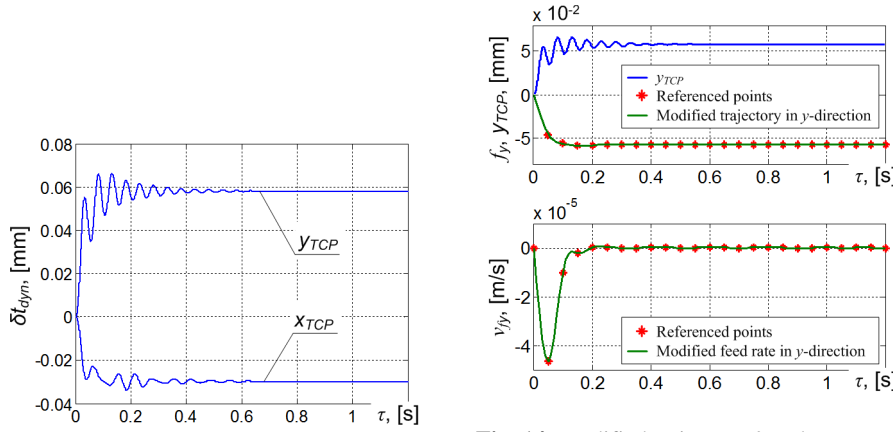 0.08
0.06
0.04
0.02
0
-0.02
-0.04
δt_dyn, [mm]
y_TCP
x_TCP
0 0.2 0.4 0.6 0.8 1 τ, [s]
x 10⁻²
5
0
-5
f_y, y_TCP, [mm]
y_TCP
Referenced points
Modified trajectory in y-direction
0 0.2 0.4 0.6 0.8 1 τ, [s]
x 10⁻⁵
0
-2
-4
v_fy, [m/s]
Referenced points
Modified feed rate in y-direction
0 0.2 0.4 0.6 0.8 1 τ, [s]